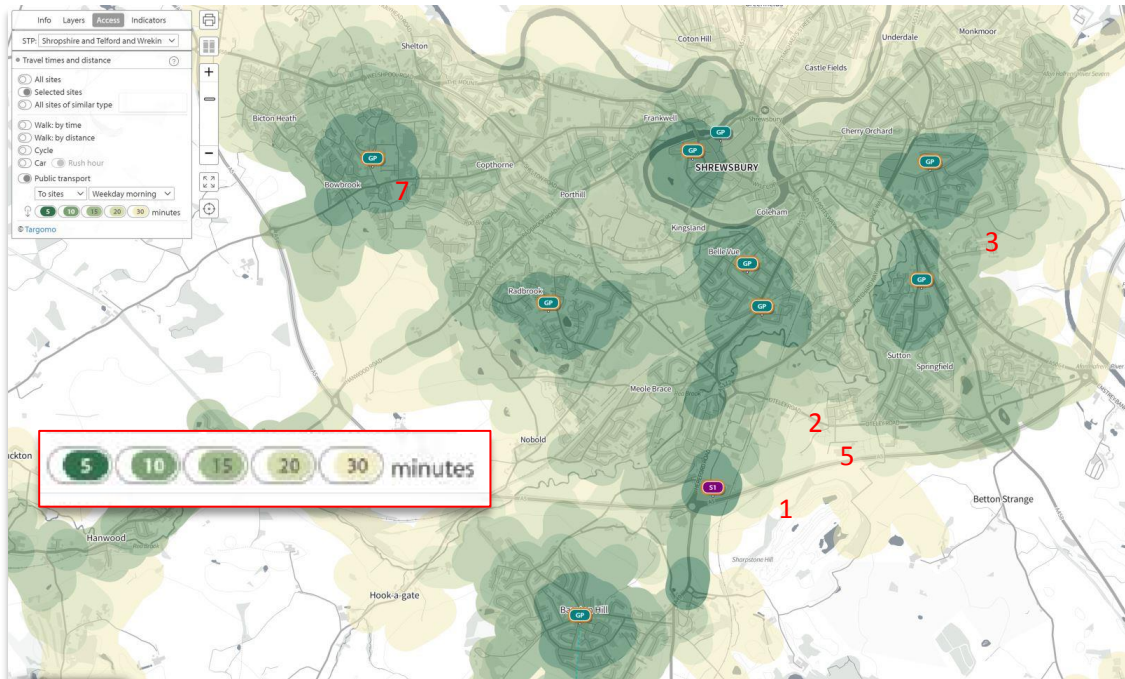 Info Layers Access Indicators
STP: Shropshire and Telford and Wrekin
Travel times and distance ?
All sites
Selected sites
All sites of similar type
Walk: by time
Walk: by distance
Cycle
Car Rush hour
Public transport
To sites Weekday morning
5 10 15 20 30 minutes
© Targomo
+
−
Shelton
Coton Hill
Underdale
Monkmoor
Castle Fields
Bicton Heath
Frankwell
Shrewsbury
Cherry Orchard
GP
GP
GP
GP
SHREWSBURY
Copthorne
Bowbrook
7
Porthill
Coleham
Kingsland
3
Belle Vue
GP
GP
Radbrook
GP
GP
Sutton
Springfield
Meole Brace
2
Nobold
5
5 10 15 20 30 minutes
S1
1
Betton Strange
Hanwood
Sharpstone Hill
Hook-a-gate
GP